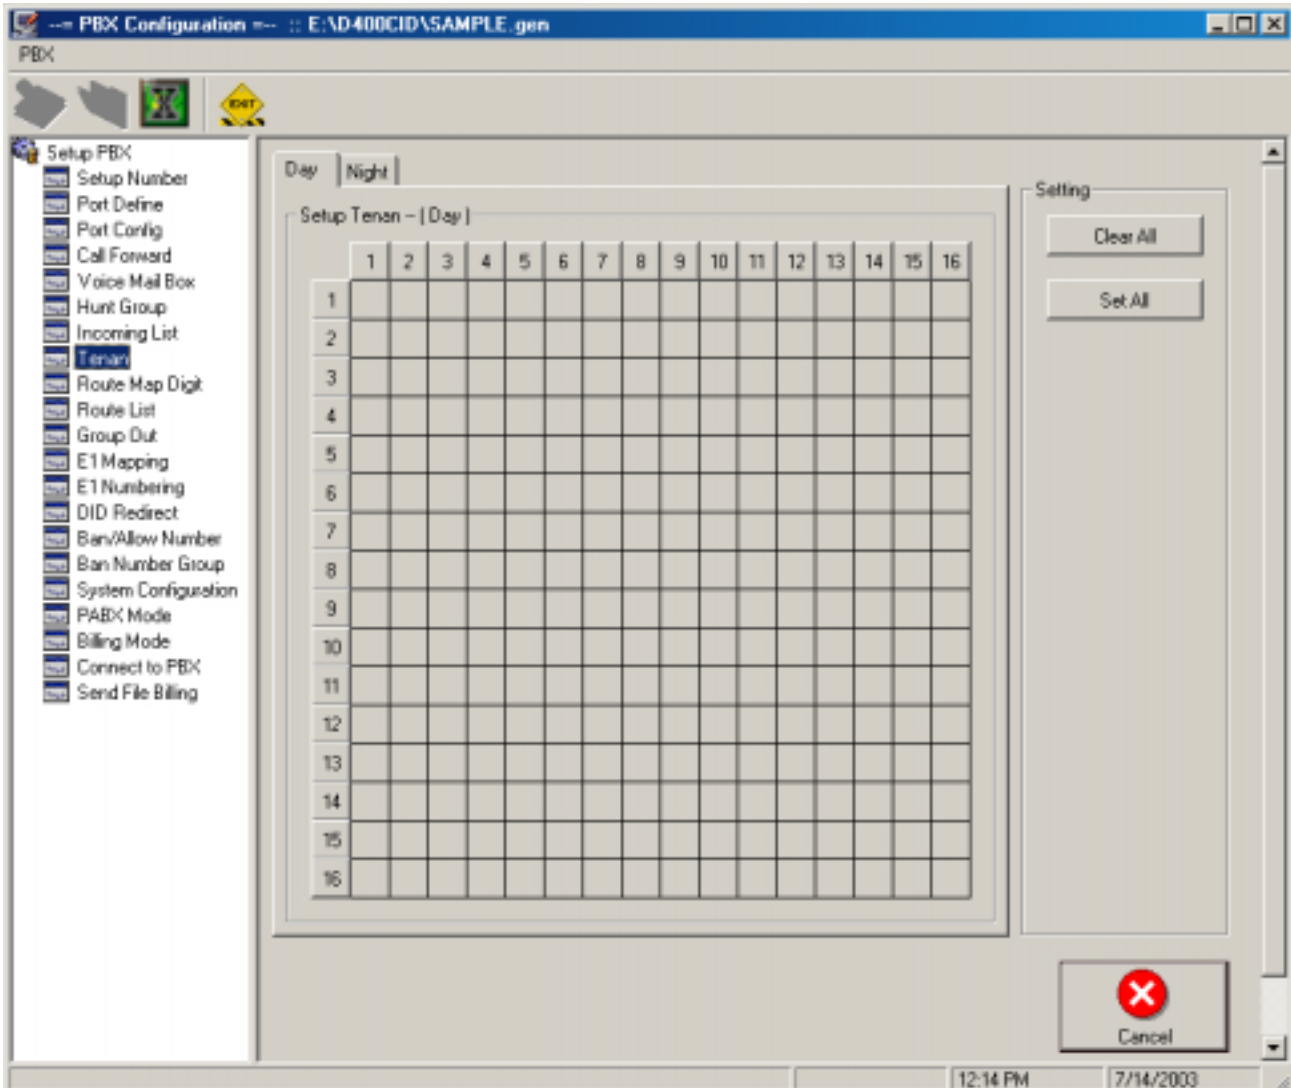 --= PBX Configuration =-- :: E:\D400CID\SAMPLE.gen
PBX
EXIT
Setup PBX
Setup Number
Port Define
Port Config
Call Forward
Voice Mail Box
Hunt Group
Incoming List
Tenan
Route Map Digit
Route List
Group Out
E1 Mapping
E1 Numbering
DID Redirect
Ban/Allow Number
Ban Number Group
System Configuration
PABX Mode
Billing Mode
Connect to PBX
Send File Billing
Day Night
Setup Tenan - ( Day )
1 2 3 4 5 6 7 8 9 10 11 12 13 14 15 16
1
2
3
4
5
6
7
8
9
10
11
12
13
14
15
16
Setting
Clear All
Set All
Cancel
12:14 PM 7/14/2003